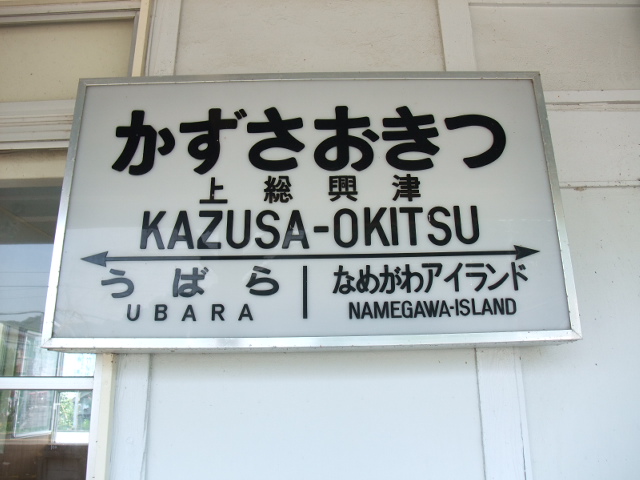 かずさおきつ
上総興津
KAZUSA-OKITSU
うばら
なめがわアイランド
UBARA
NAMEGAWA-ISLAND